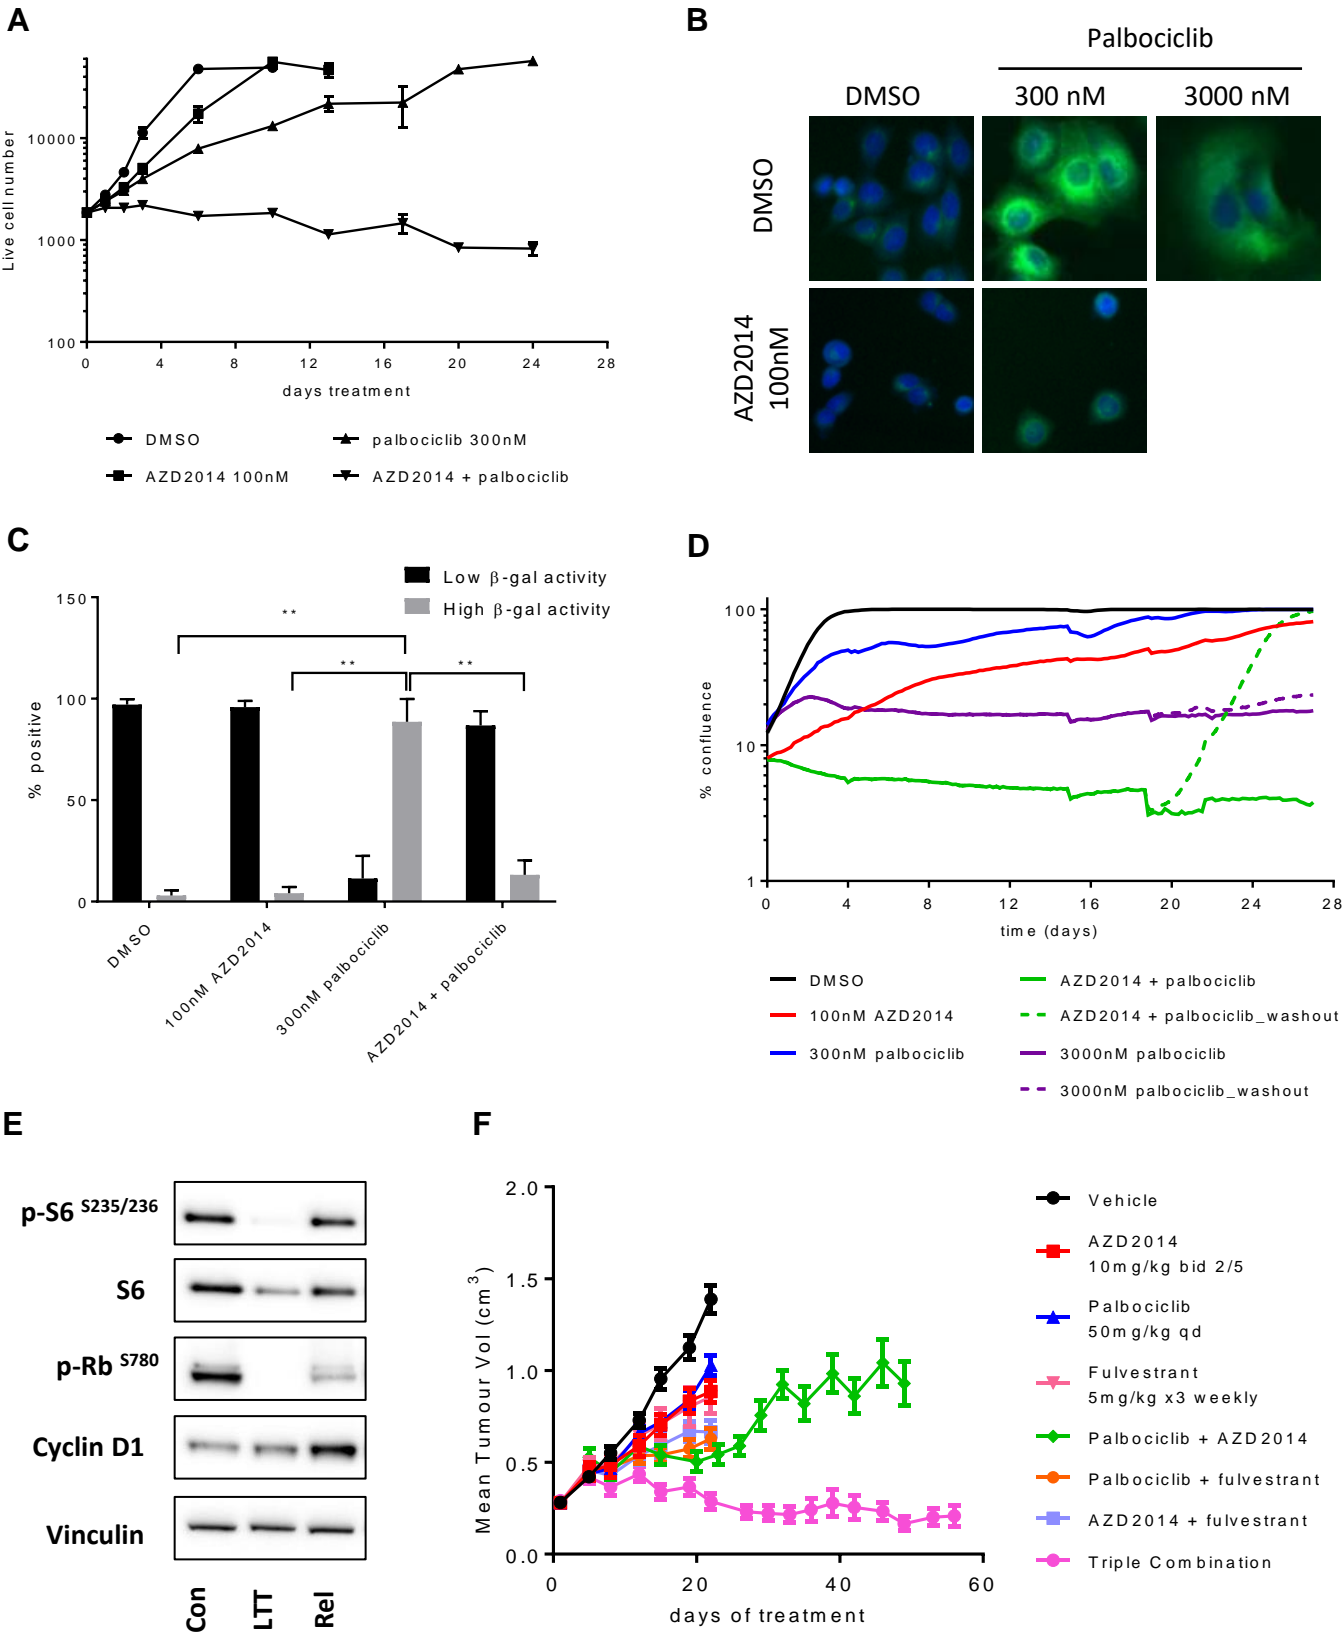 A
Live cell number
10000
1000
100
0 4 8 12 16 20 24 28
days treatment
DMSO
AZD2014 100nM
palbociclib 300nM
AZD2014 + palbociclib
B
Palbociclib
DMSO
300 nM
3000 nM
DMSO
AZD2014
100nM
C
Low β-gal activity
High β-gal activity
% positive
150
100
50
0
**
**
**
DMSO
100nM AZD2014
300nM palbociclib
AZD2014 + palbociclib
D
% confluence
100
10
1
0 4 8 12 16 20 24 28
time (days)
DMSO
100nM AZD2014
300nM palbociclib
AZD2014 + palbociclib
AZD2014 + palbociclib_washout
3000nM palbociclib
3000nM palbociclib_washout
E
p-S6 S235/236
S6
p-Rb S780
Cyclin D1
Vinculin
Con
LTT
Rel
F
Mean Tumour Vol (cm3)
2.0
1.5
1.0
0.5
0.0
0 20 40 60
days of treatment
Vehicle
AZD2014
10mg/kg bid 2/5
Palbociclib
50mg/kg qd
Fulvestrant
5mg/kg x3 weekly
Palbociclib + AZD2014
Palbociclib + fulvestrant
AZD2014 + fulvestrant
Triple Combination